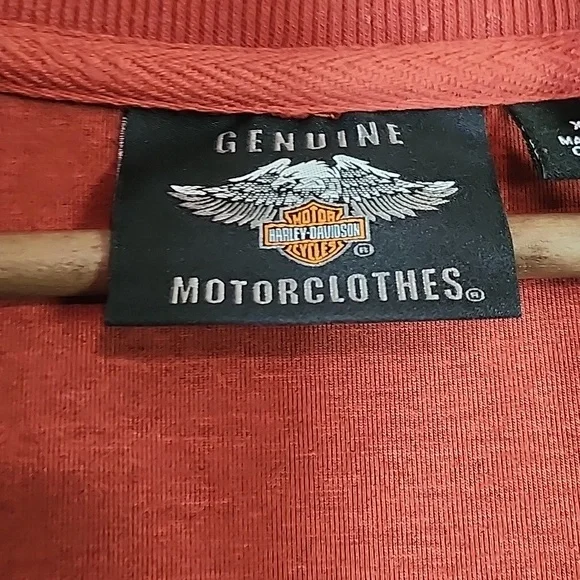 GENUINE
MOTOR
HARLEY-DAVIDSON
CYCLES
®
MOTORCLOTHES®